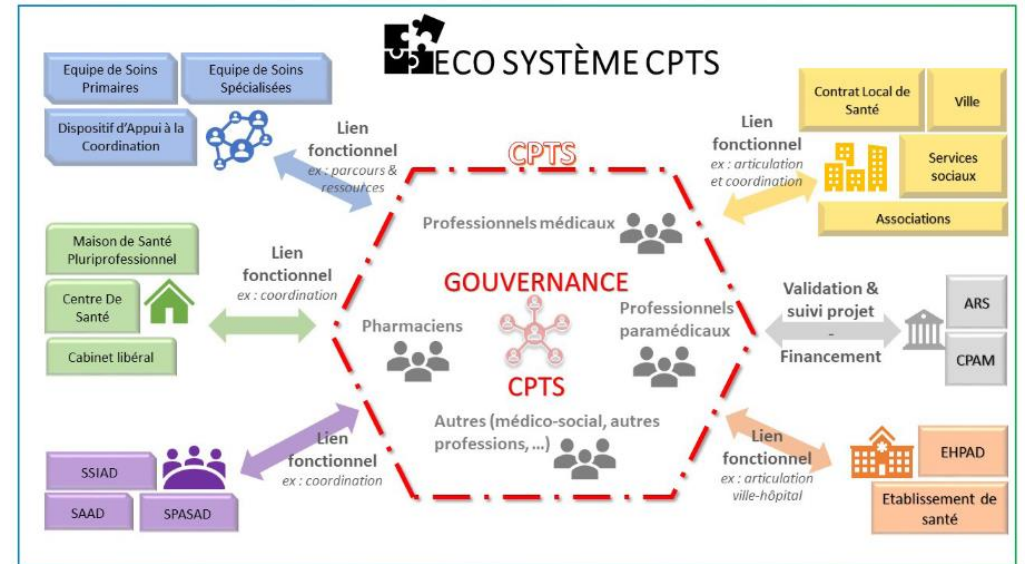 ECO SYSTÈME CPTS
Equipe de Soins
Primaires
Equipe de Soins
Spécialisées
Dispositif d'Appui à la
Coordination
Lien
fonctionnel
ex : parcours &
ressources
Maison de Santé
Pluriprofessionnel
Centre De
Santé
Cabinet libéral
Lien
fonctionnel
ex : coordination
SSIAD
SAAD
SPASAD
Lien
fonctionnel
ex : coordination
CPTS
Professionnels médicaux
GOUVERNANCE
CPTS
Pharmaciens
Professionnels
paramédicaux
Autres (médico-social, autres
professions, ...)
Lien
fonctionnel
ex : articulation
et coordination
Contrat Local de
Santé
Ville
Services
sociaux
Associations
Validation &
suivi projet
-
Financement
ARS
CPAM
Lien
fonctionnel
ex : articulation
ville-hôpital
EHPAD
Etablissement de
santé